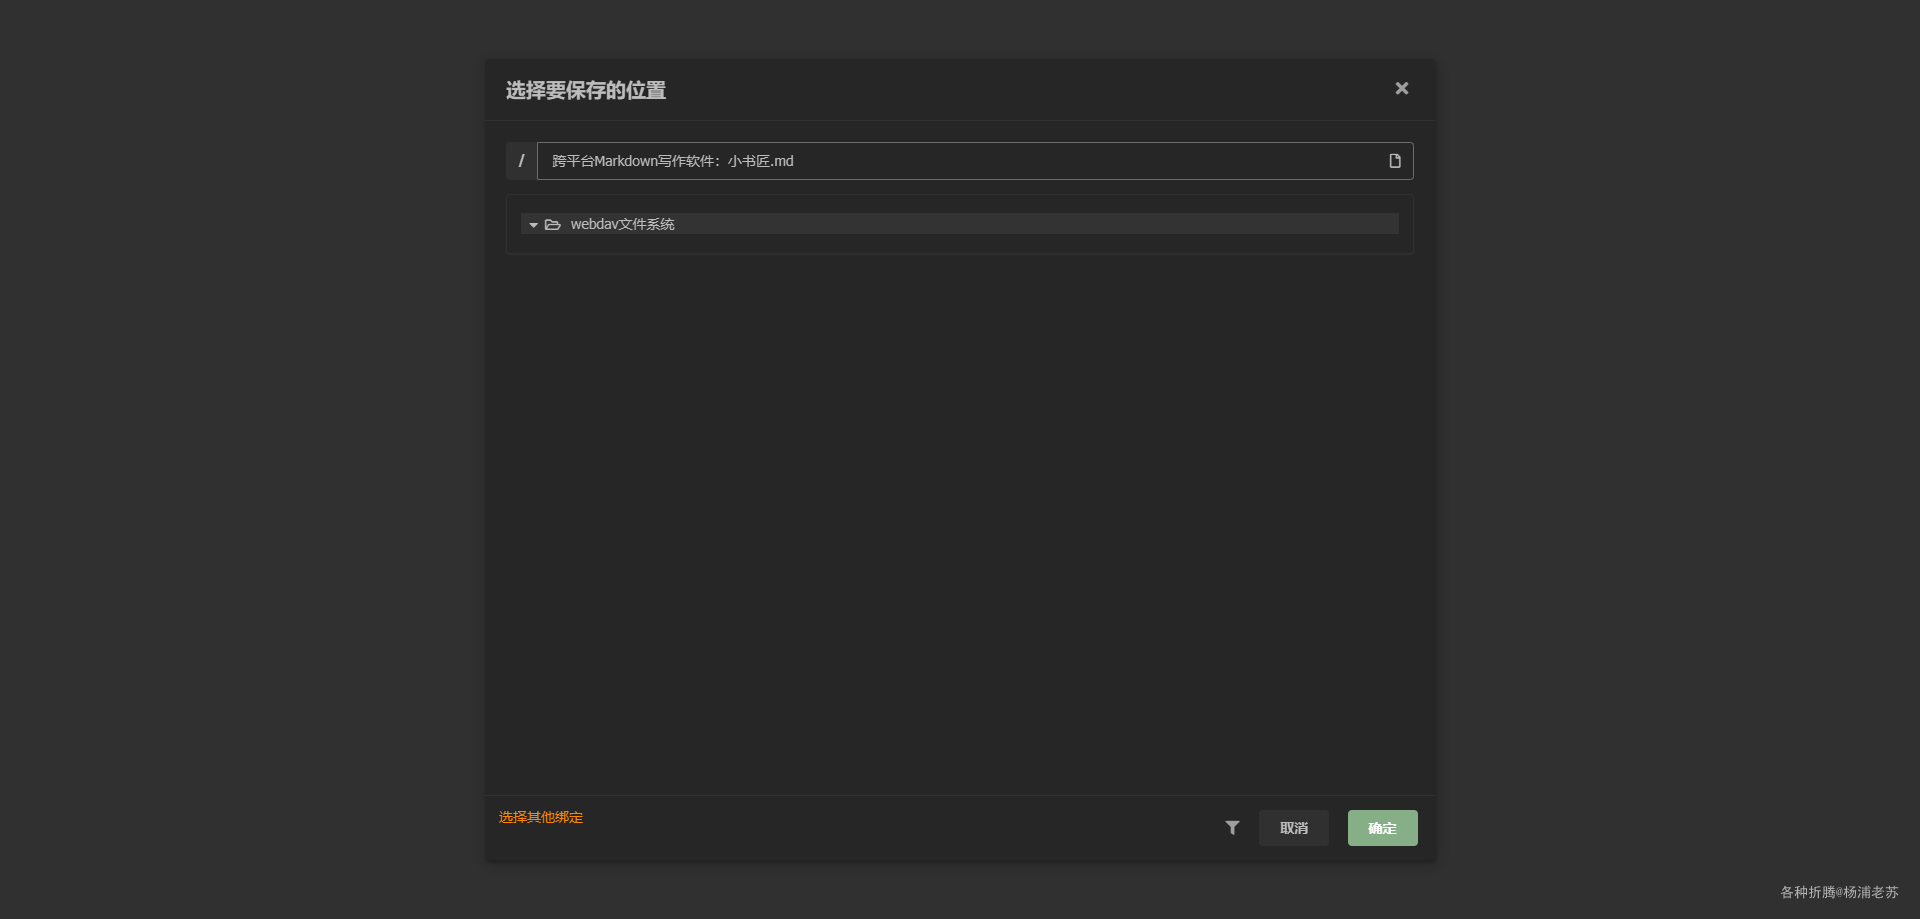 选择要保存的位置
/ 跨平台Markdown写作软件：小书匠.md
webdav文件系统
选择其他绑定
取消 确定
各种折腾@杨浦老苏